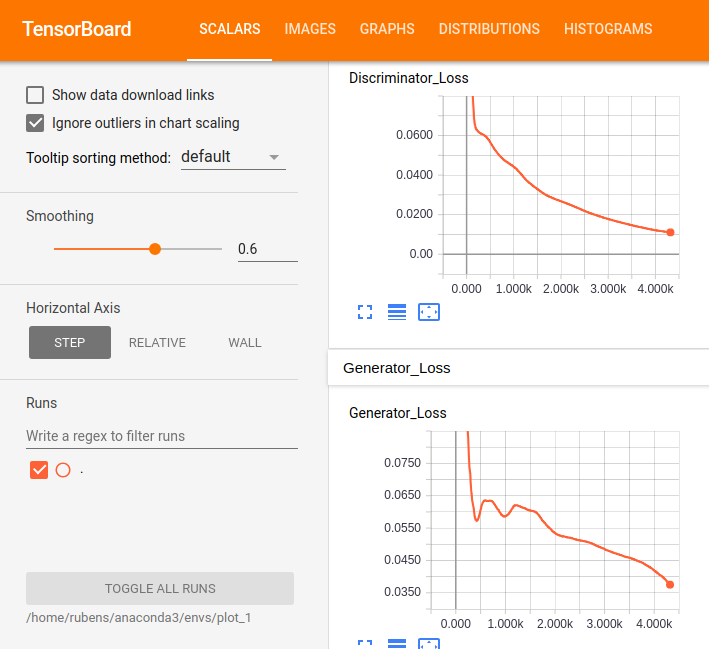 TensorBoard SCALARS IMAGES GRAPHS DISTRIBUTIONS HISTOGRAMS
Show data download links
Ignore outliers in chart scaling
Tooltip sorting method: default
Smoothing
0.6
Horizontal Axis
STEP RELATIVE WALL
Runs
Write a regex to filter runs
.
TOGGLE ALL RUNS
/home/rubens/anaconda3/envs/plot_1
Discriminator_Loss
0.0600
0.0400
0.0200
0.00
0.000 1.000k 2.000k 3.000k 4.000k
Generator_Loss
Generator_Loss
0.0750
0.0650
0.0550
0.0450
0.0350
0.000 1.000k 2.000k 3.000k 4.000k